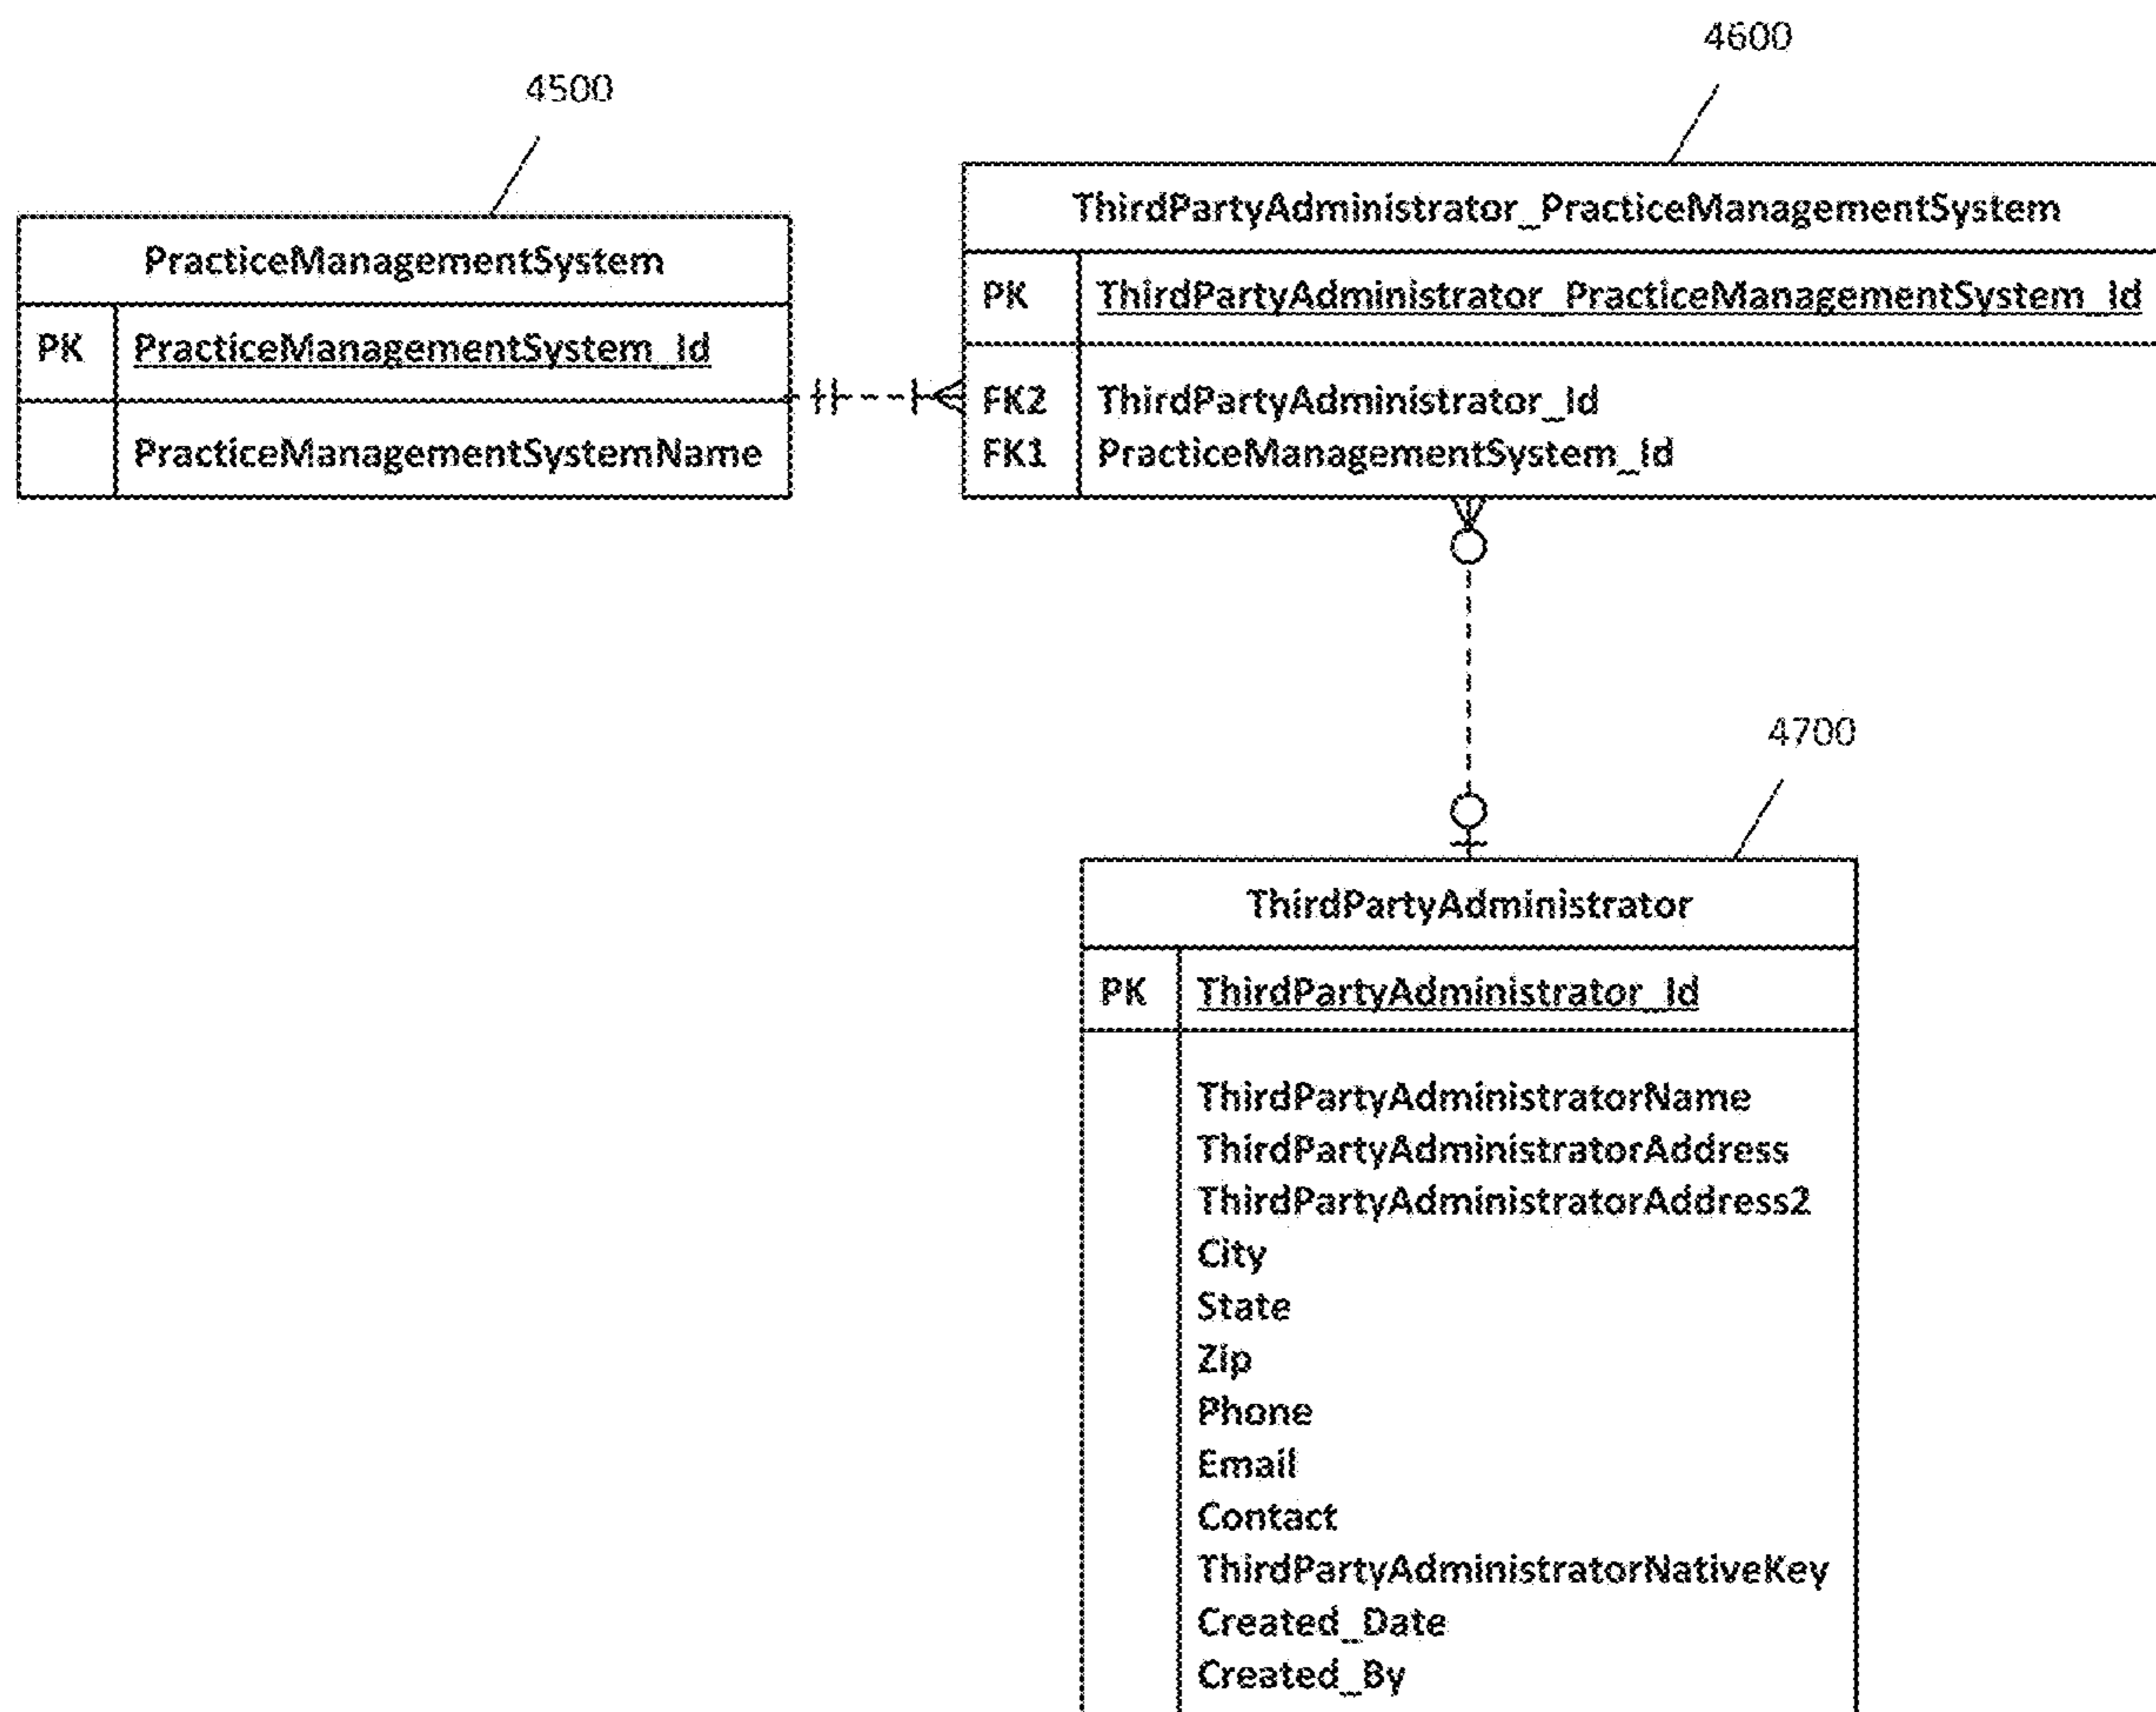 4600
4500
ThirdPartyAdministrator_PracticeManagementSystem
PK ThirdPartyAdministrator_PracticeManagementSystem_Id
FK2 ThirdPartyAdministrator_Id
FK1 PracticeManagementSystem_Id
PracticeManagementSystem
PK PracticeManagementSystem_Id
PracticeManagementSystemName
4700
ThirdPartyAdministrator
PK ThirdPartyAdministrator_Id
ThirdPartyAdministratorName
ThirdPartyAdministratorAddress
ThirdPartyAdministratorAddress2
City
State
Zip
Phone
Email
Contact
ThirdPartyAdministratorNativeKey
Created_Date
Created_By